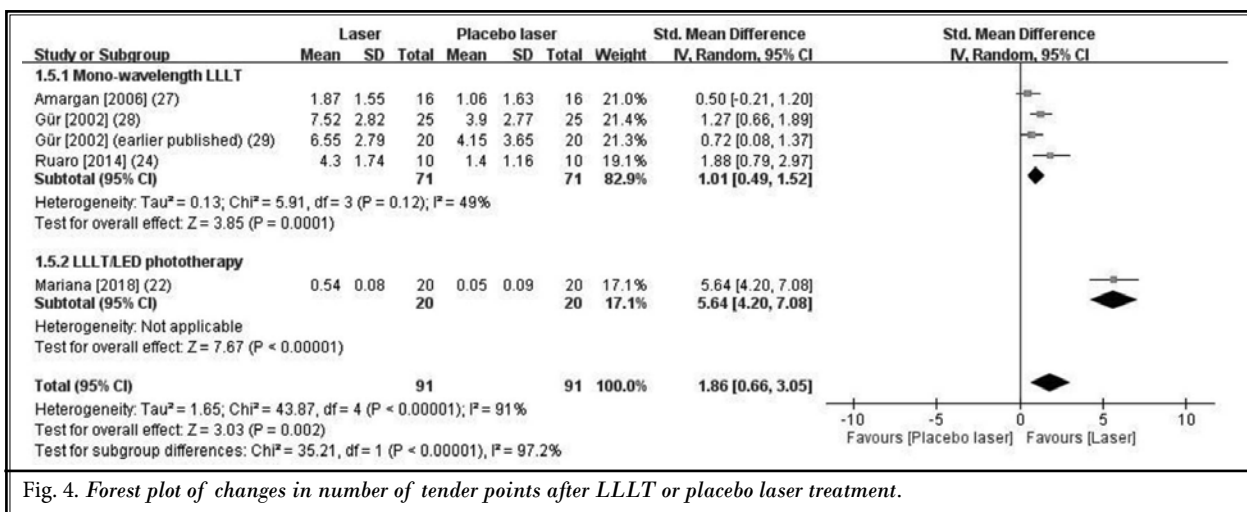 Laser Placebo laser Std. Mean Difference Std. Mean Difference
Study or Subgroup Mean SD Total Mean SD Total Weight IV, Random, 95% CI IV, Random, 95% CI
1.5.1 Mono-wavelength LLLT
Amargan [2006] (27) 1.87 1.55 16 1.06 1.63 16 21.0% 0.50 [-0.21, 1.20]
Gür [2002] (28) 7.52 2.82 25 3.9 2.77 25 21.4% 1.27 [0.66, 1.89]
Gür [2002] (earlier published) (29) 6.55 2.79 20 4.15 3.65 20 21.3% 0.72 [0.08, 1.37]
Ruaro [2014] (24) 4.3 1.74 10 1.4 1.16 10 19.1% 1.88 [0.79, 2.97]
Subtotal (95% CI) 71 71 82.9% 1.01 [0.49, 1.52]
Heterogeneity: Tau² = 0.13; Chi² = 5.91, df = 3 (P = 0.12); I² = 49%
Test for overall effect: Z = 3.85 (P = 0.0001)
1.5.2 LLLT/LED phototherapy
Mariana [2018] (22) 0.54 0.08 20 0.05 0.09 20 17.1% 5.64 [4.20, 7.08]
Subtotal (95% CI) 20 20 17.1% 5.64 [4.20, 7.08]
Heterogeneity: Not applicable
Test for overall effect: Z = 7.67 (P < 0.00001)
Total (95% CI) 91 91 100.0% 1.86 [0.66, 3.05]
Heterogeneity: Tau² = 1.65; Chi² = 43.87, df = 4 (P < 0.00001); I² = 91%
Test for overall effect: Z = 3.03 (P = 0.002)
Test for subgroup differences: Chi² = 35.21, df = 1 (P < 0.00001), I² = 97.2%
-10 -5 0 5 10
Favours [Placebo laser] Favours [Laser]
Fig. 4. Forest plot of changes in number of tender points after LLLT or placebo laser treatment.